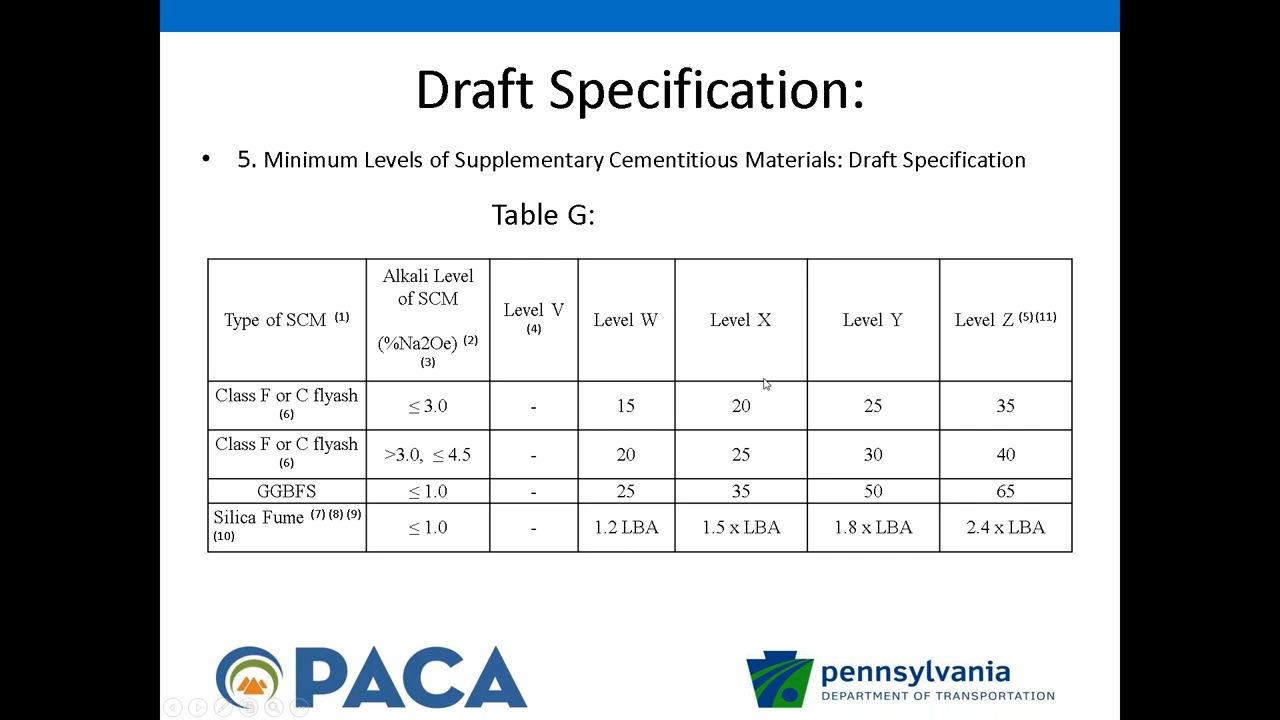 Draft Specification:
• 5. Minimum Levels of Supplementary Cementitious Materials: Draft Specification
Table G:
Type of SCM (1)
Alkali Level
of SCM
(%Na2Oe) (2)
(3)
Level V
(4)
Level W
Level X
Level Y
Level Z (5) (11)
Class F or C flyash
(6)
≤ 3.0
-
15
20
25
35
Class F or C flyash
(6)
>3.0, ≤ 4.5
-
20
25
30
40
GGBFS
≤ 1.0
-
25
35
50
65
Silica Fume (7) (8) (9)
(10)
≤ 1.0
-
1.2 LBA
1.5 x LBA
1.8 x LBA
2.4 x LBA
PACA
pennsylvania
DEPARTMENT OF TRANSPORTATION